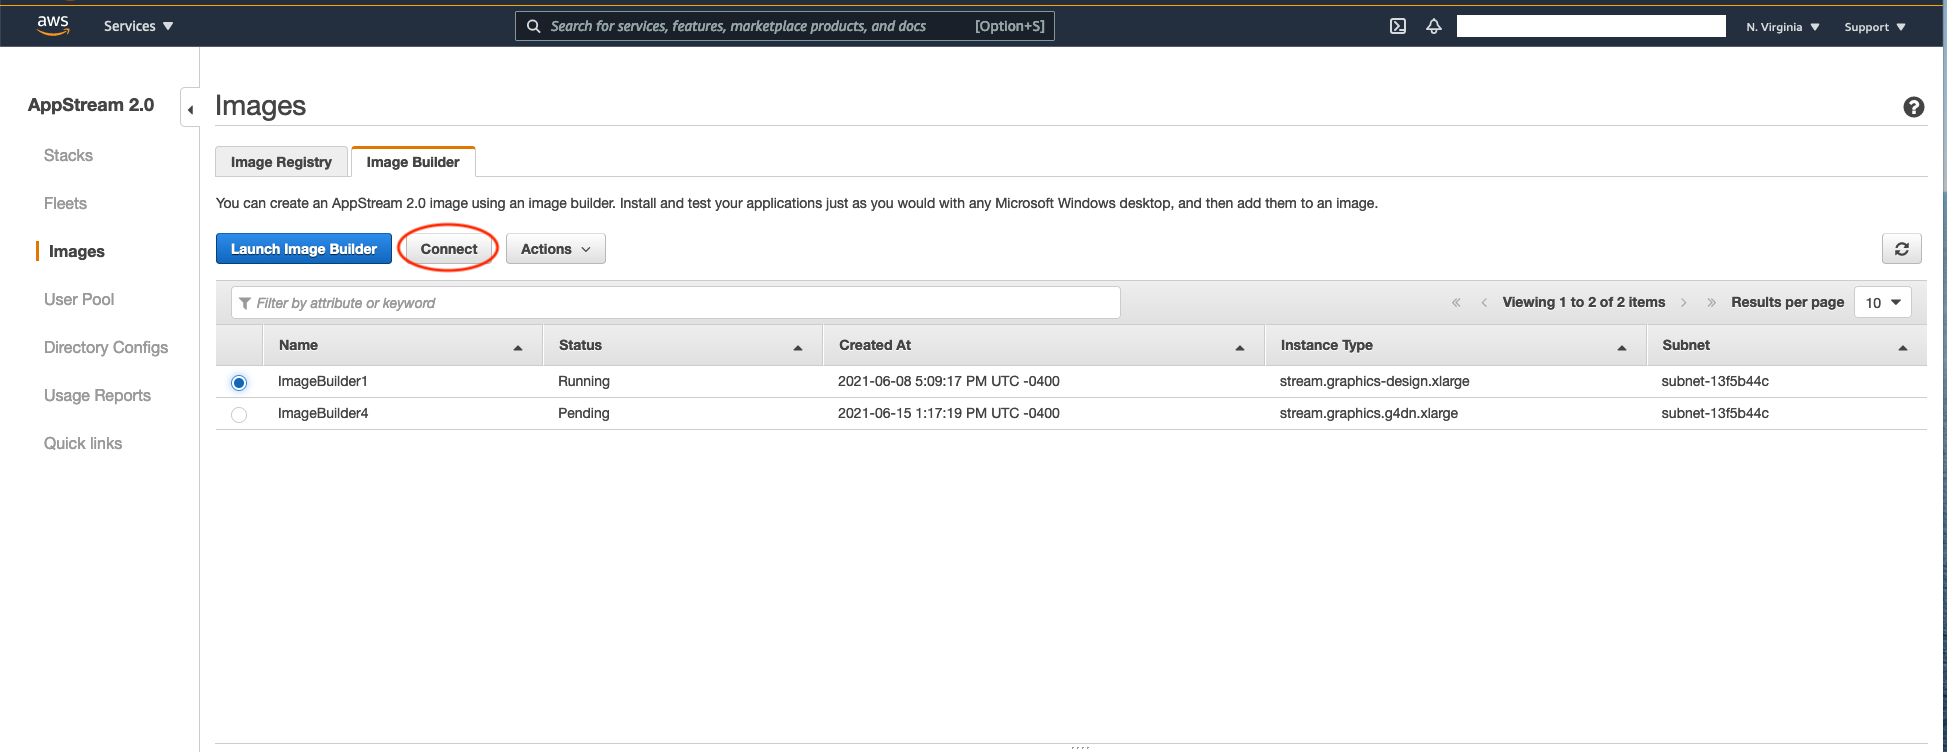 aws Services Search for services, features, marketplace products, and docs [Option+S] N. Virginia Support
AppStream 2.0
Stacks
Fleets
Images
User Pool
Directory Configs
Usage Reports
Quick links
Images ?
Image Registry Image Builder
You can create an AppStream 2.0 image using an image builder. Install and test your applications just as you would with any Microsoft Windows desktop, and then add them to an image.
Launch Image Builder Connect Actions
Filter by attribute or keyword « ‹ Viewing 1 to 2 of 2 items › » Results per page 10
Name Status Created At Instance Type Subnet
ImageBuilder1 Running 2021-06-08 5:09:17 PM UTC -0400 stream.graphics-design.xlarge subnet-13f5b44c
ImageBuilder4 Pending 2021-06-15 1:17:19 PM UTC -0400 stream.graphics.g4dn.xlarge subnet-13f5b44c